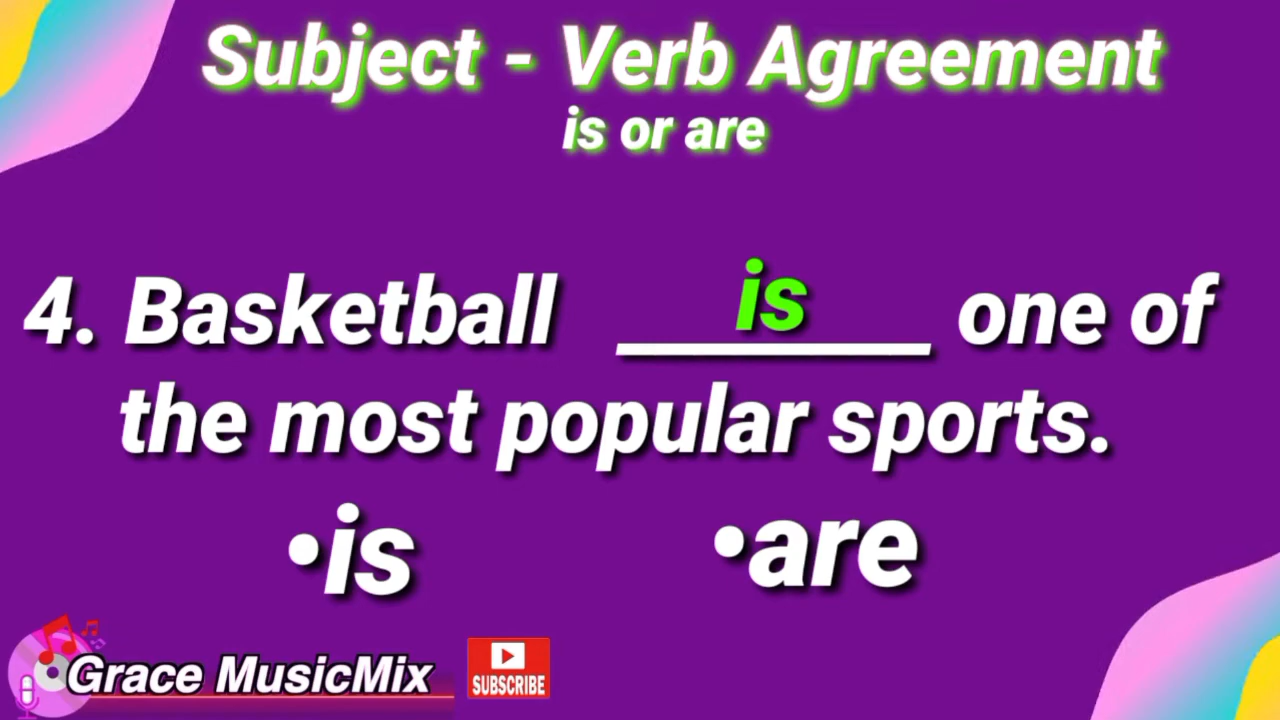 Subject - Verb Agreement
is or are
4. Basketball is one of
the most popular sports.
•is •are
Grace MusicMix
SUBSCRIBE